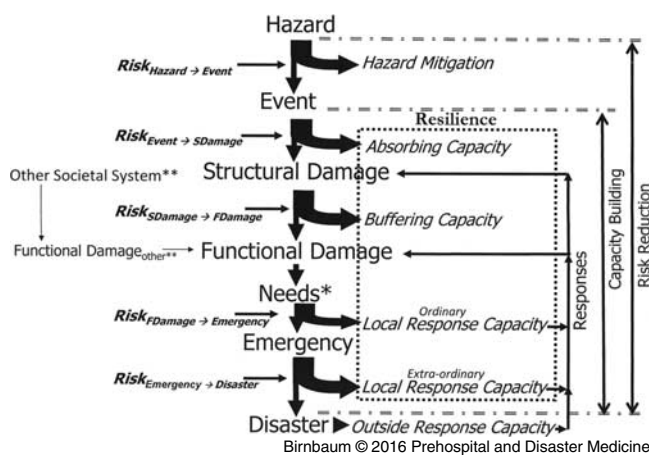 Hazard
Risk Hazard → Event
Hazard Mitigation
Event
Resilience
Risk Event → SDamage
Absorbing Capacity
Other Societal System**
Structural Damage
Risk SDamage → FDamage
Buffering Capacity
Functional Damage other**
Functional Damage
Needs*
Ordinary
Risk FDamage → Emergency
Local Response Capacity
Emergency
Extra-ordinary
Risk Emergency → Disaster
Local Response Capacity
Disaster
Outside Response Capacity
Responses
Capacity Building
Risk Reduction
Birnbaum © 2016 Prehospital and Disaster Medicine